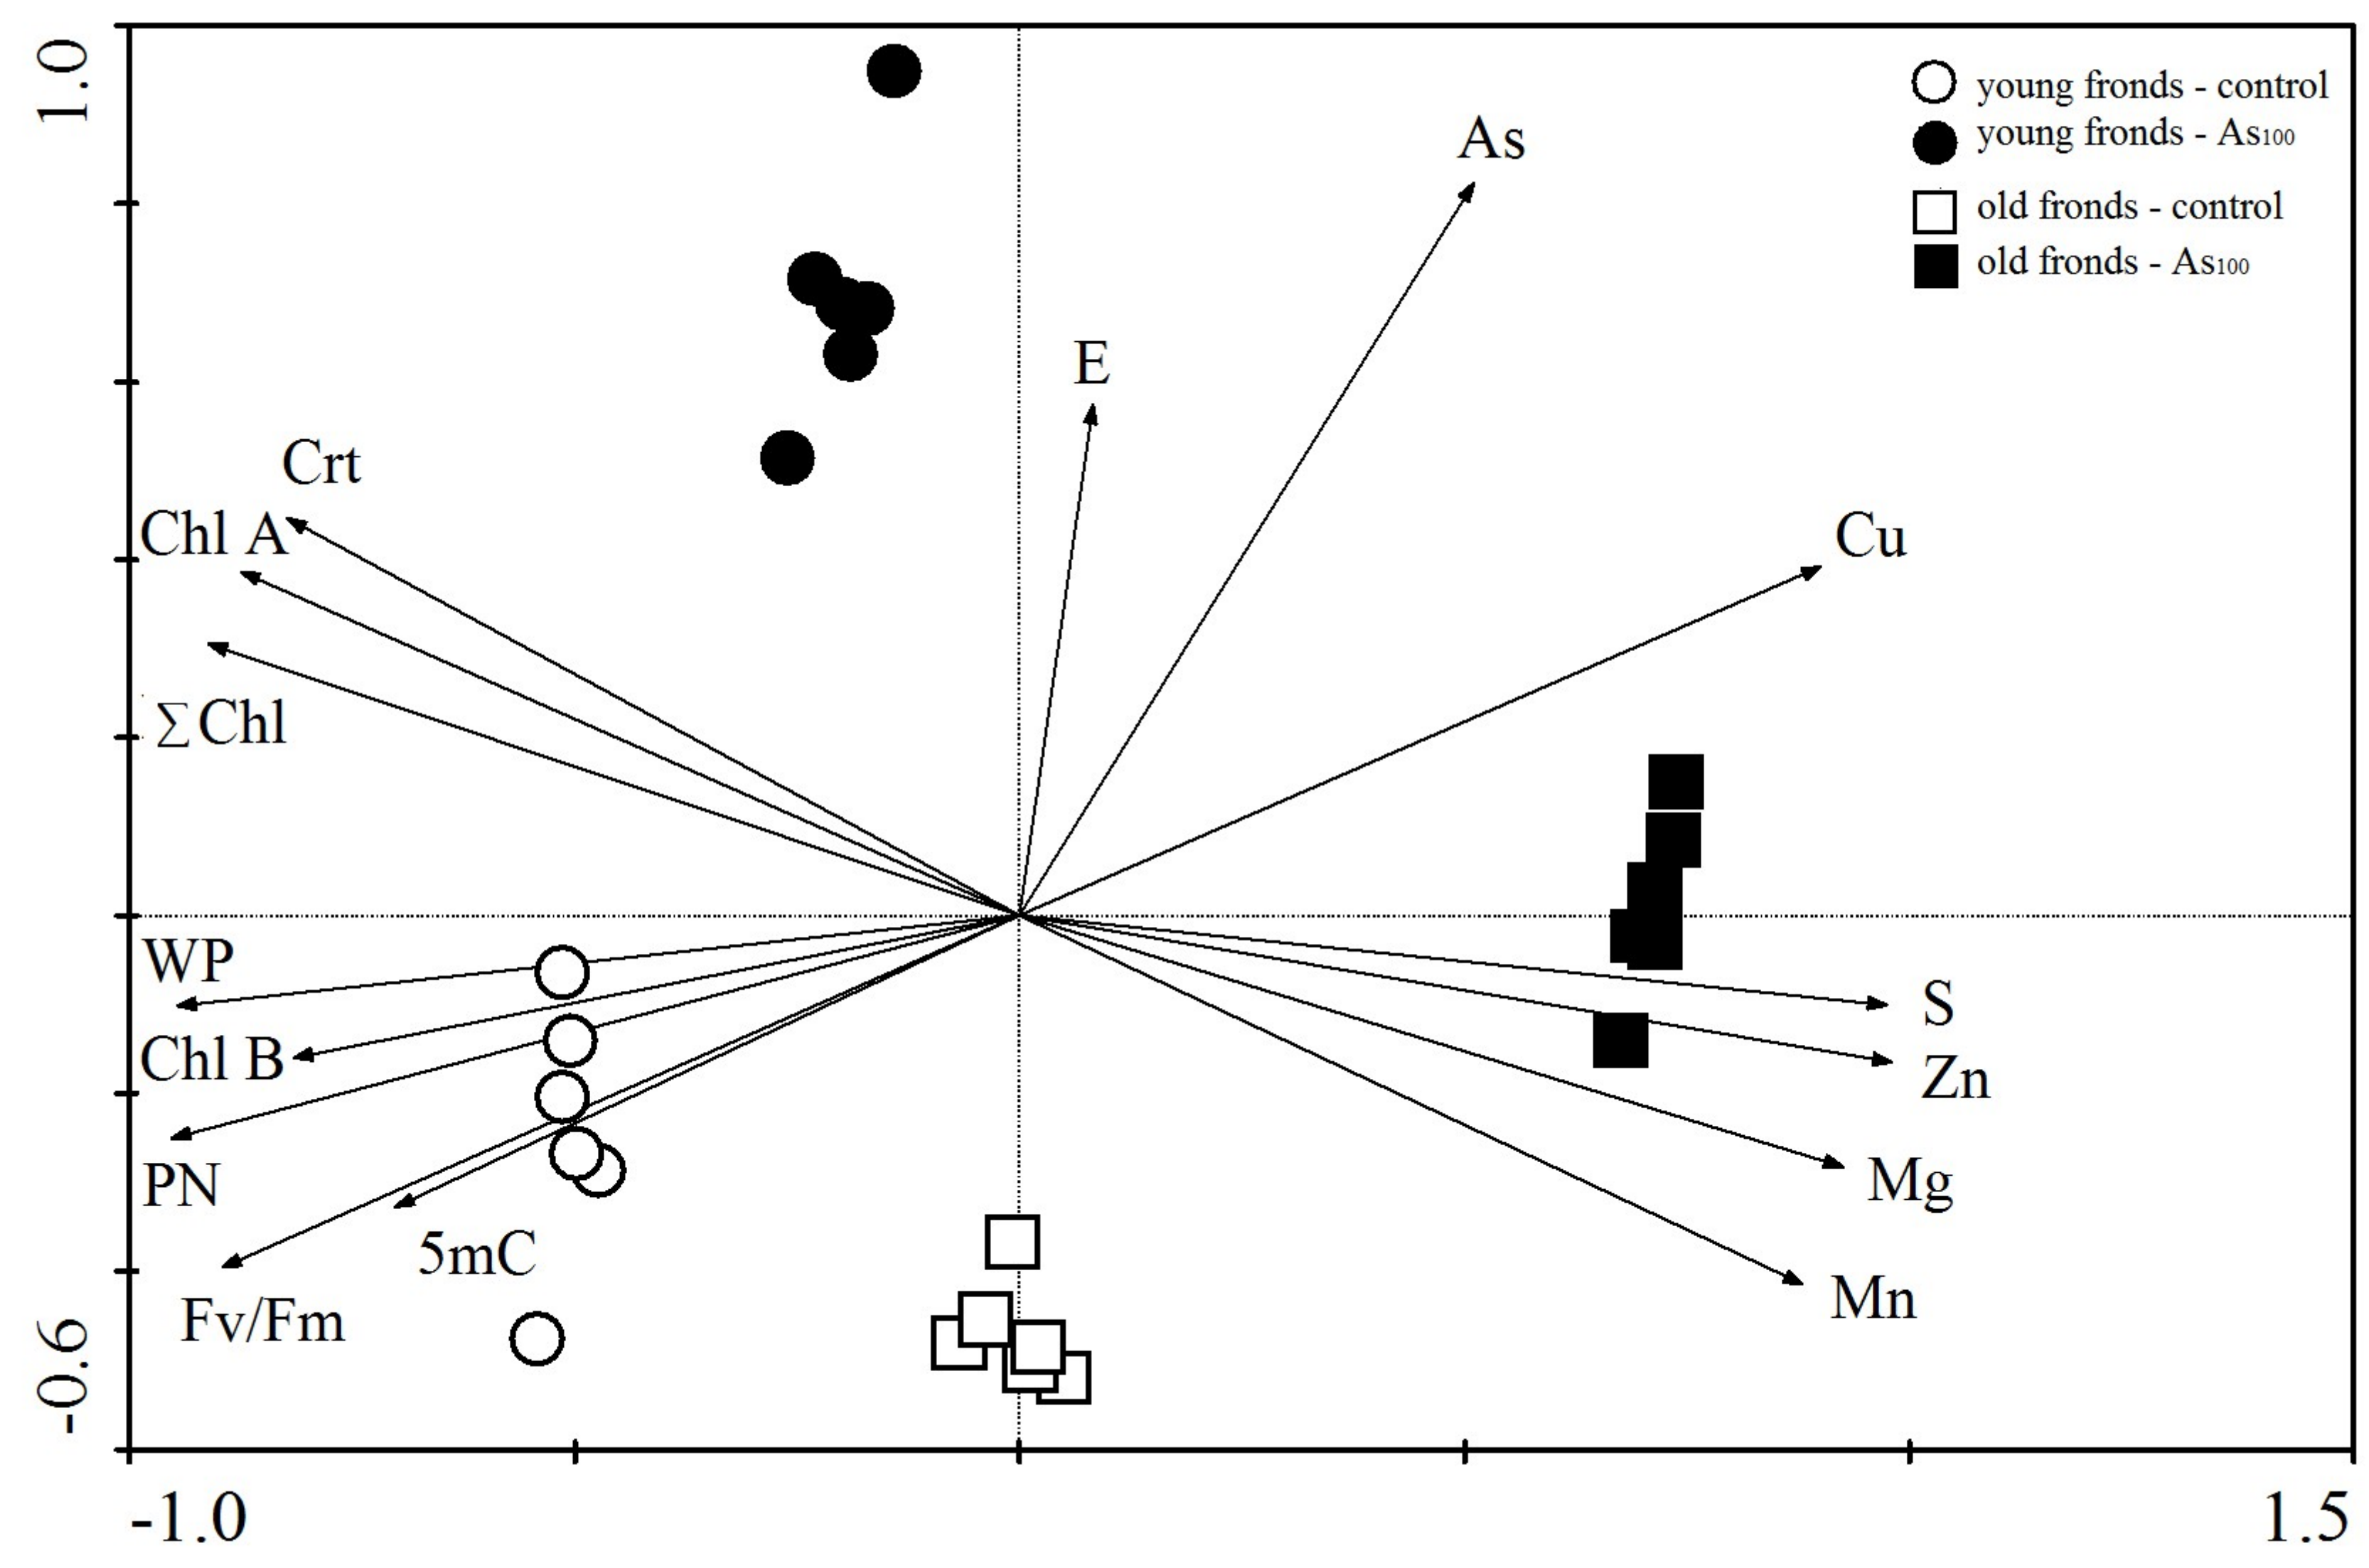 1.0
young fronds - control
young fronds - As100
old fronds - control
old fronds - As100
As
E
Crt
Chl A
Cu
∑ Chl
WP
S
Chl B
Zn
PN
Mg
5mC
Mn
Fv/Fm
-0.6
-1.0
1.5